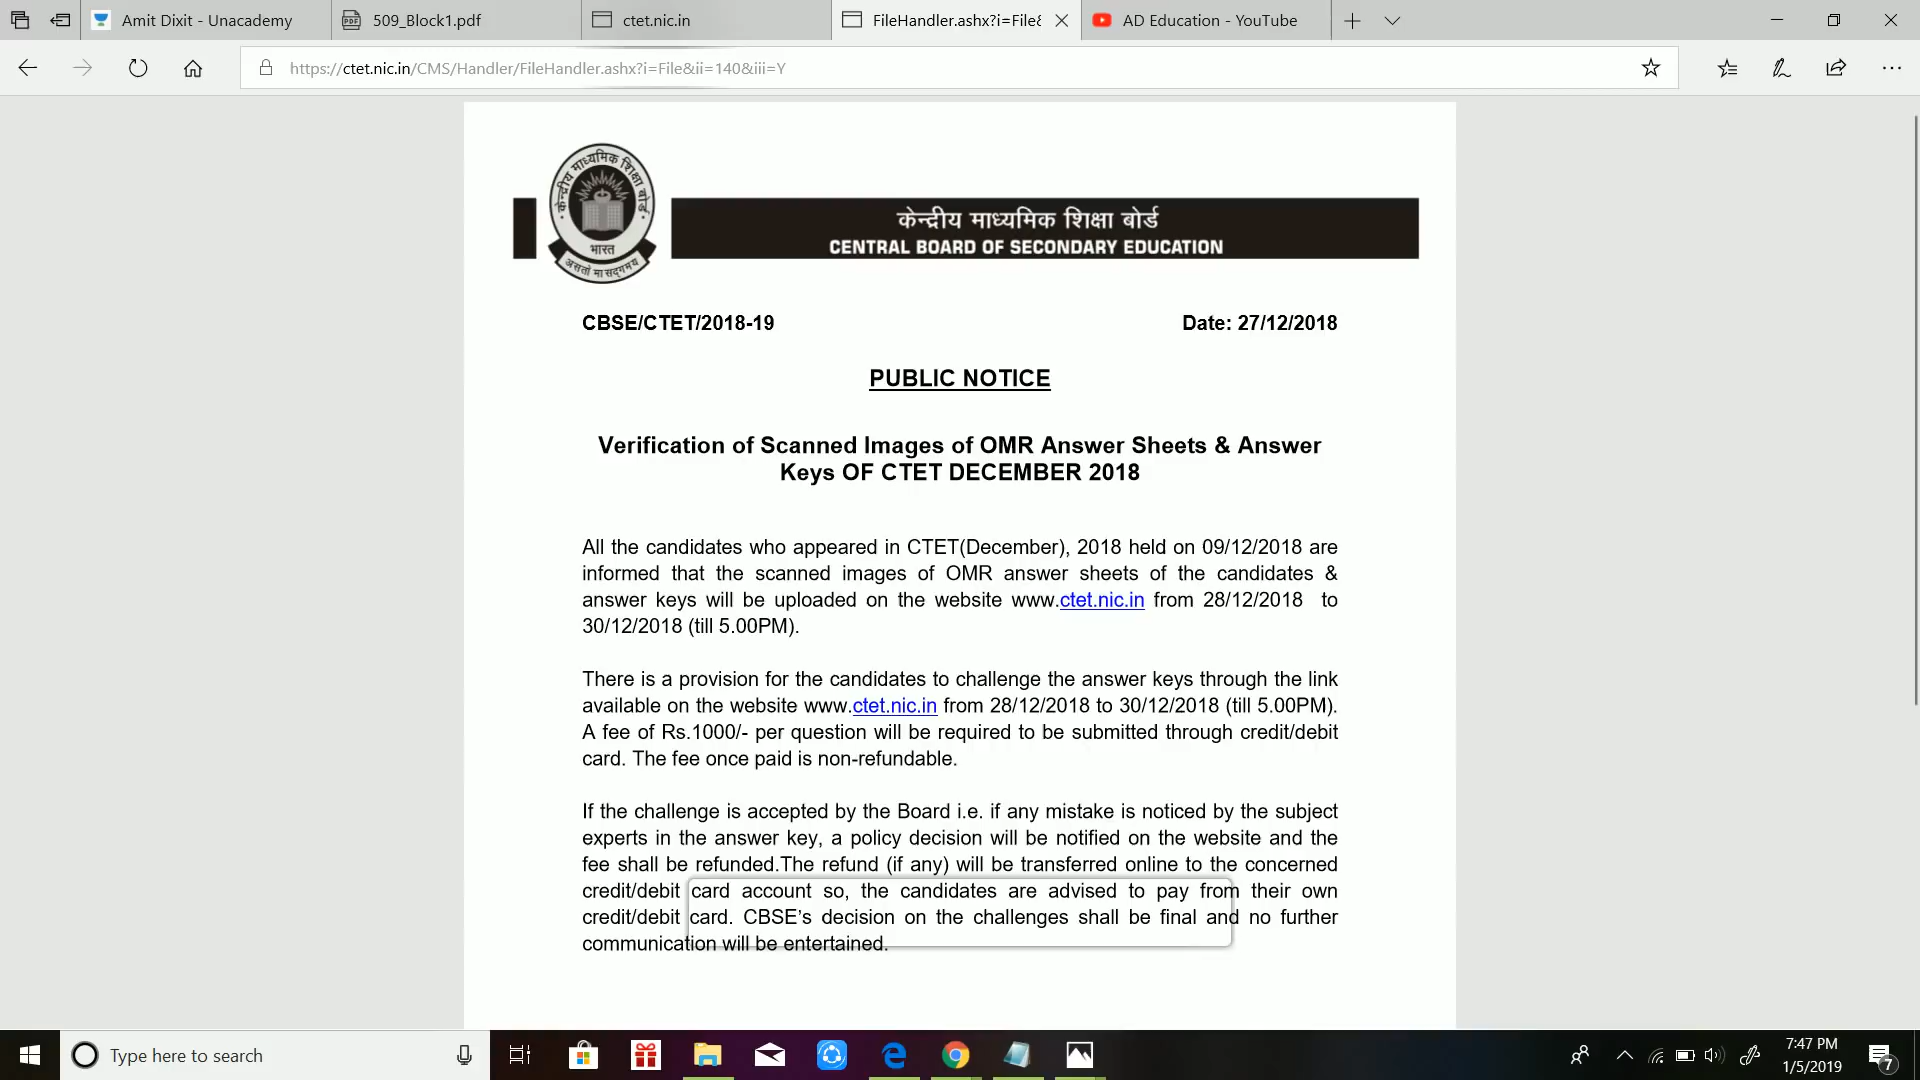 Amit Dixit - Unacademy
509_Block1.pdf
ctet.nic.in
FileHandler.ashx?i=File&
AD Education - YouTube
https://ctet.nic.in/CMS/Handler/FileHandler.ashx?i=File&ii=140&iii=Y
केन्द्रीय माध्यमिक शिक्षा बोर्ड
भारत
असतो मा सद्गमय
केन्द्रीय माध्यमिक शिक्षा बोर्ड
CENTRAL BOARD OF SECONDARY EDUCATION
CBSE/CTET/2018-19 Date: 27/12/2018
PUBLIC NOTICE
Verification of Scanned Images of OMR Answer Sheets & Answer
Keys OF CTET DECEMBER 2018
All the candidates who appeared in CTET(December), 2018 held on 09/12/2018 are
informed that the scanned images of OMR answer sheets of the candidates &
answer keys will be uploaded on the website www.ctet.nic.in from 28/12/2018 to
30/12/2018 (till 5.00PM).
There is a provision for the candidates to challenge the answer keys through the link
available on the website www.ctet.nic.in from 28/12/2018 to 30/12/2018 (till 5.00PM).
A fee of Rs.1000/- per question will be required to be submitted through credit/debit
card. The fee once paid is non-refundable.
If the challenge is accepted by the Board i.e. if any mistake is noticed by the subject
experts in the answer key, a policy decision will be notified on the website and the
fee shall be refunded.The refund (if any) will be transferred online to the concerned
credit/debit card account so, the candidates are advised to pay from their own
credit/debit card. CBSE's decision on the challenges shall be final and no further
communication will be entertained.
Type here to search
7:47 PM
1/5/2019
7